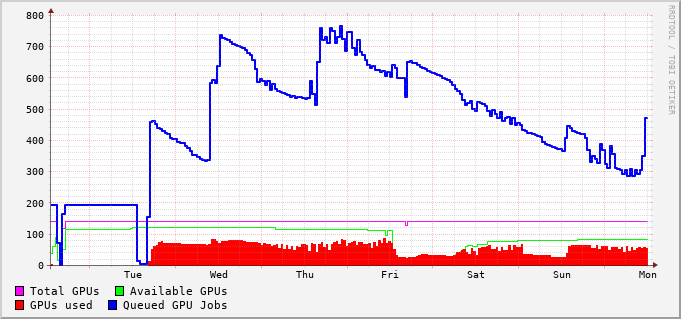 800
700
600
500
400
300
200
100
0
Tue Wed Thu Fri Sat Sun Mon
Total GPUs Available GPUs
GPUs used Queued GPU Jobs
RRDTOOL / TOBI OETIKER